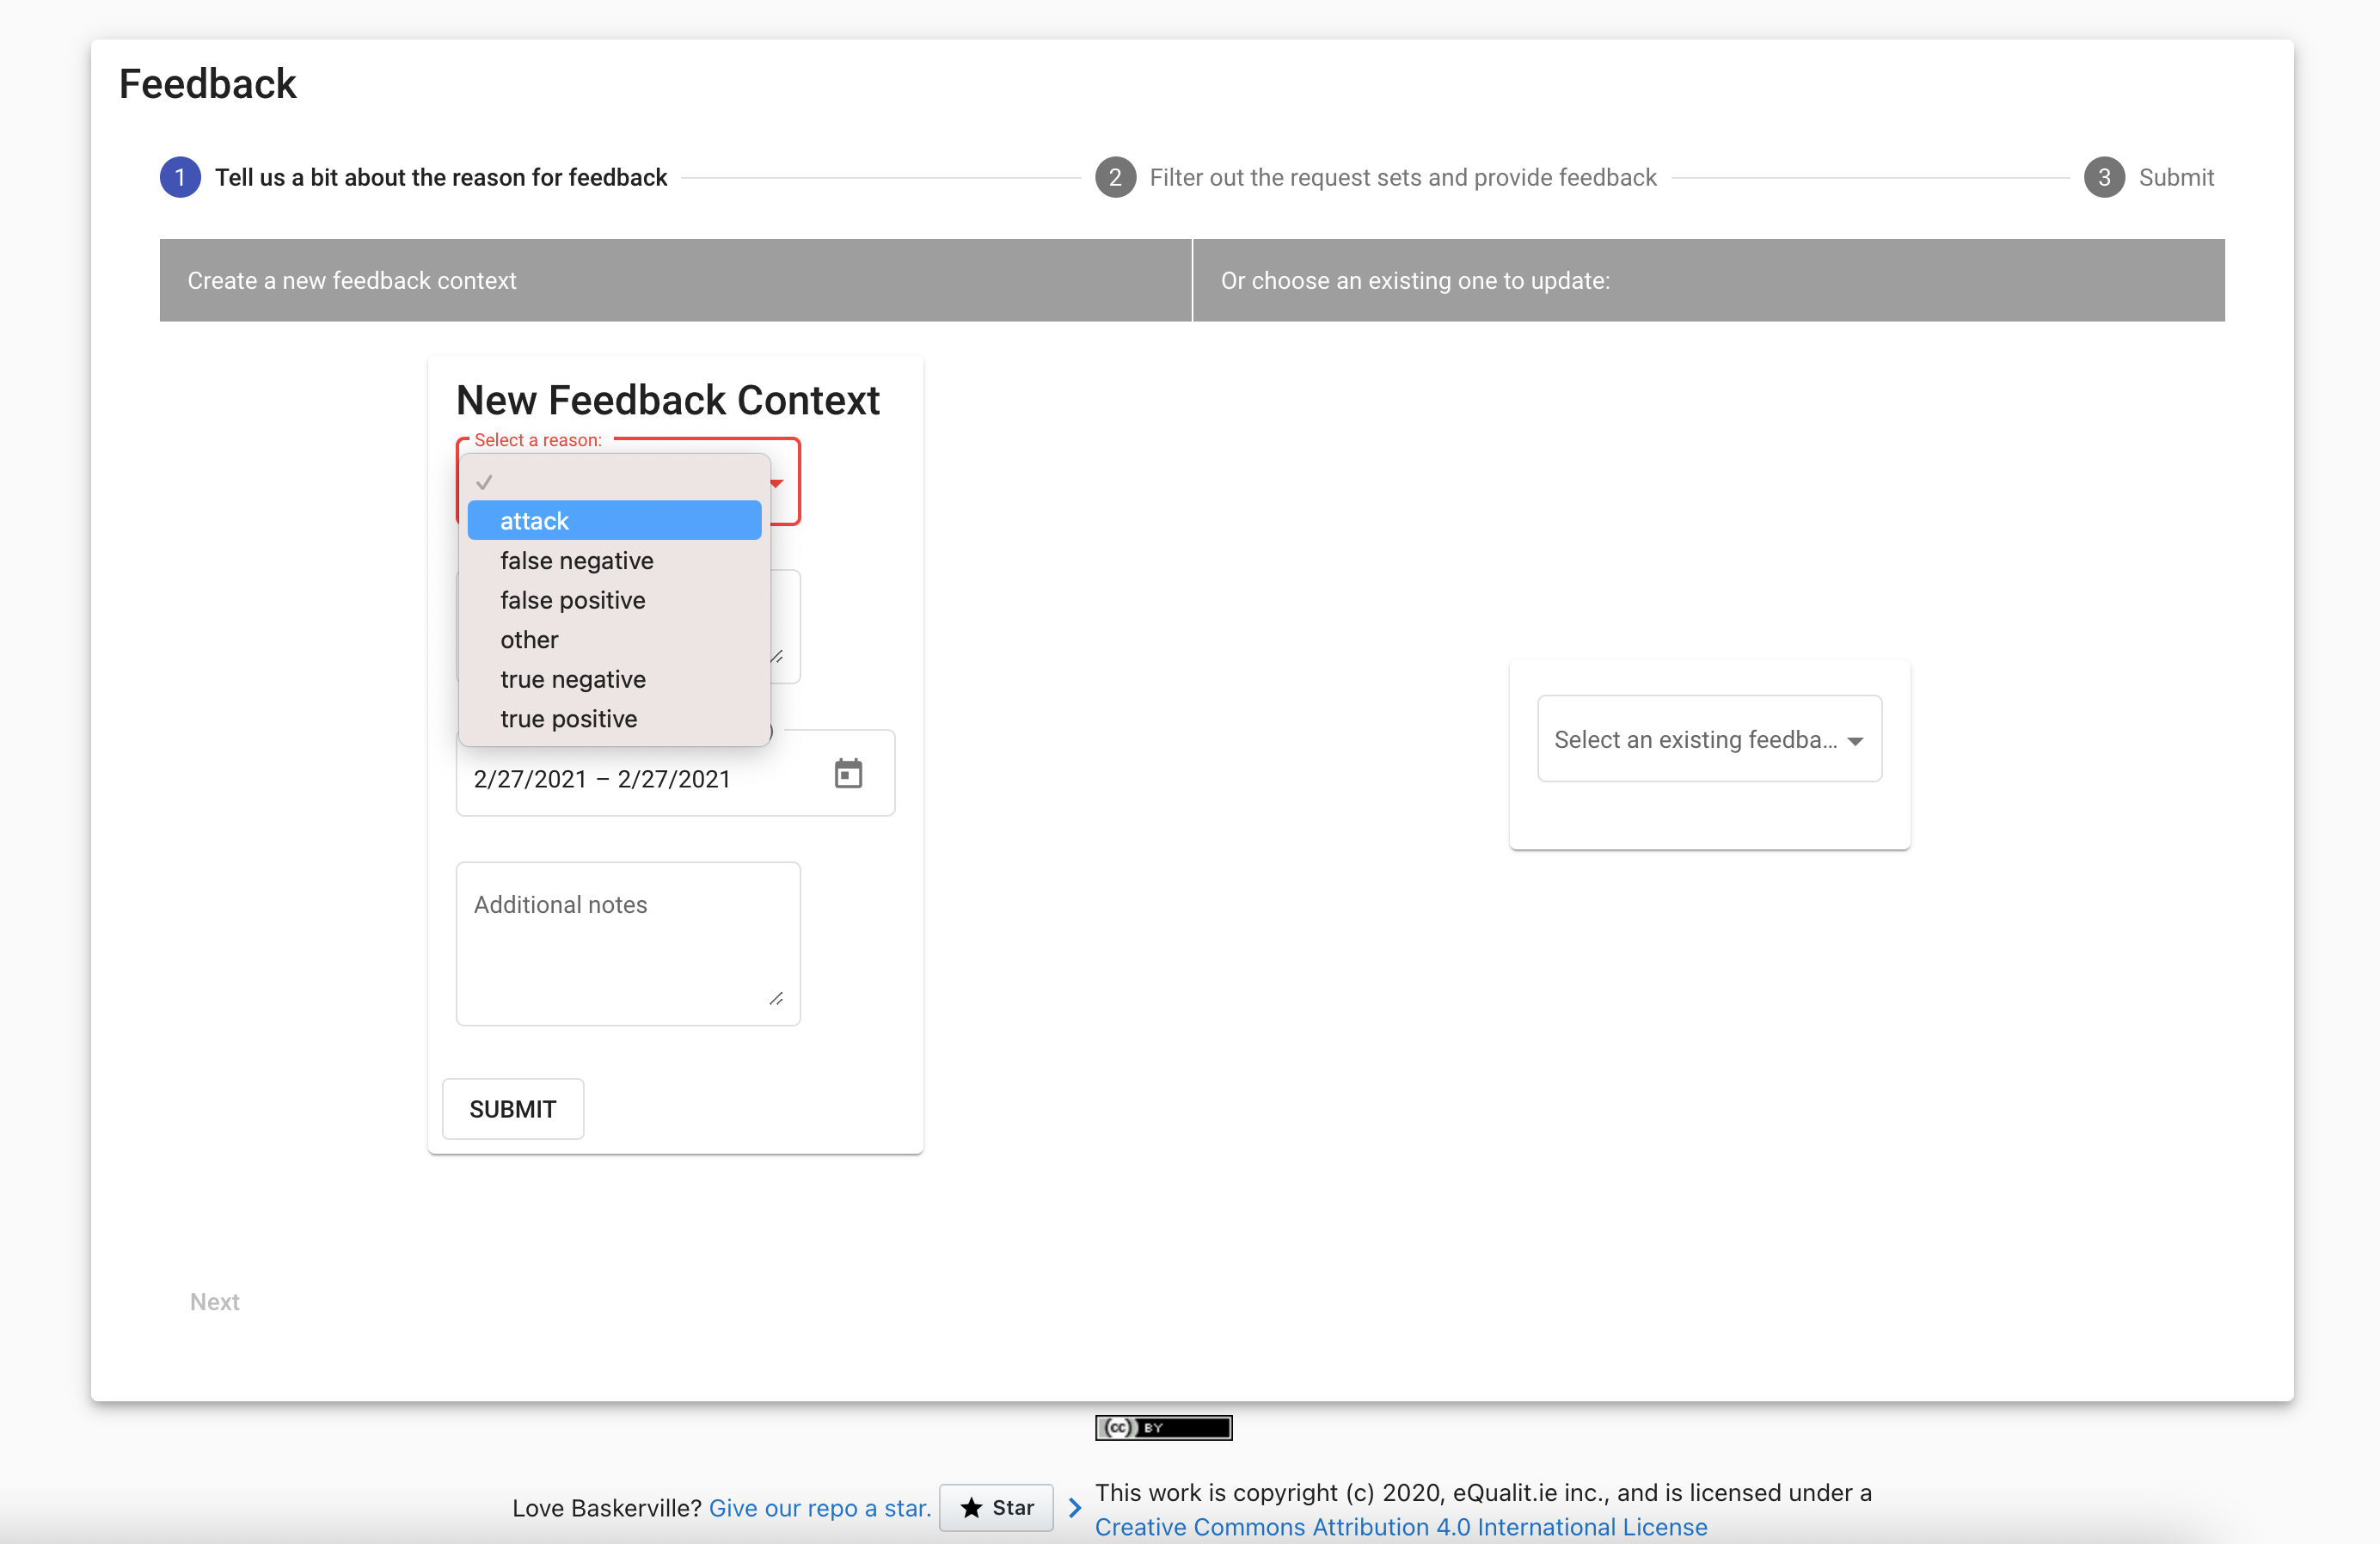 Feedback
1 Tell us a bit about the reason for feedback
2 Filter out the request sets and provide feedback
3 Submit
Create a new feedback context
Or choose an existing one to update:
New Feedback Context
Select a reason:
attack
false negative
false positive
other
true negative
true positive
)
2/27/2021 – 2/27/2021
Additional notes
SUBMIT
Select an existing feedba...
Next
cc BY
Love Baskerville? Give our repo a star. Star
This work is copyright (c) 2020, eQualit.ie inc., and is licensed under a
Creative Commons Attribution 4.0 International License